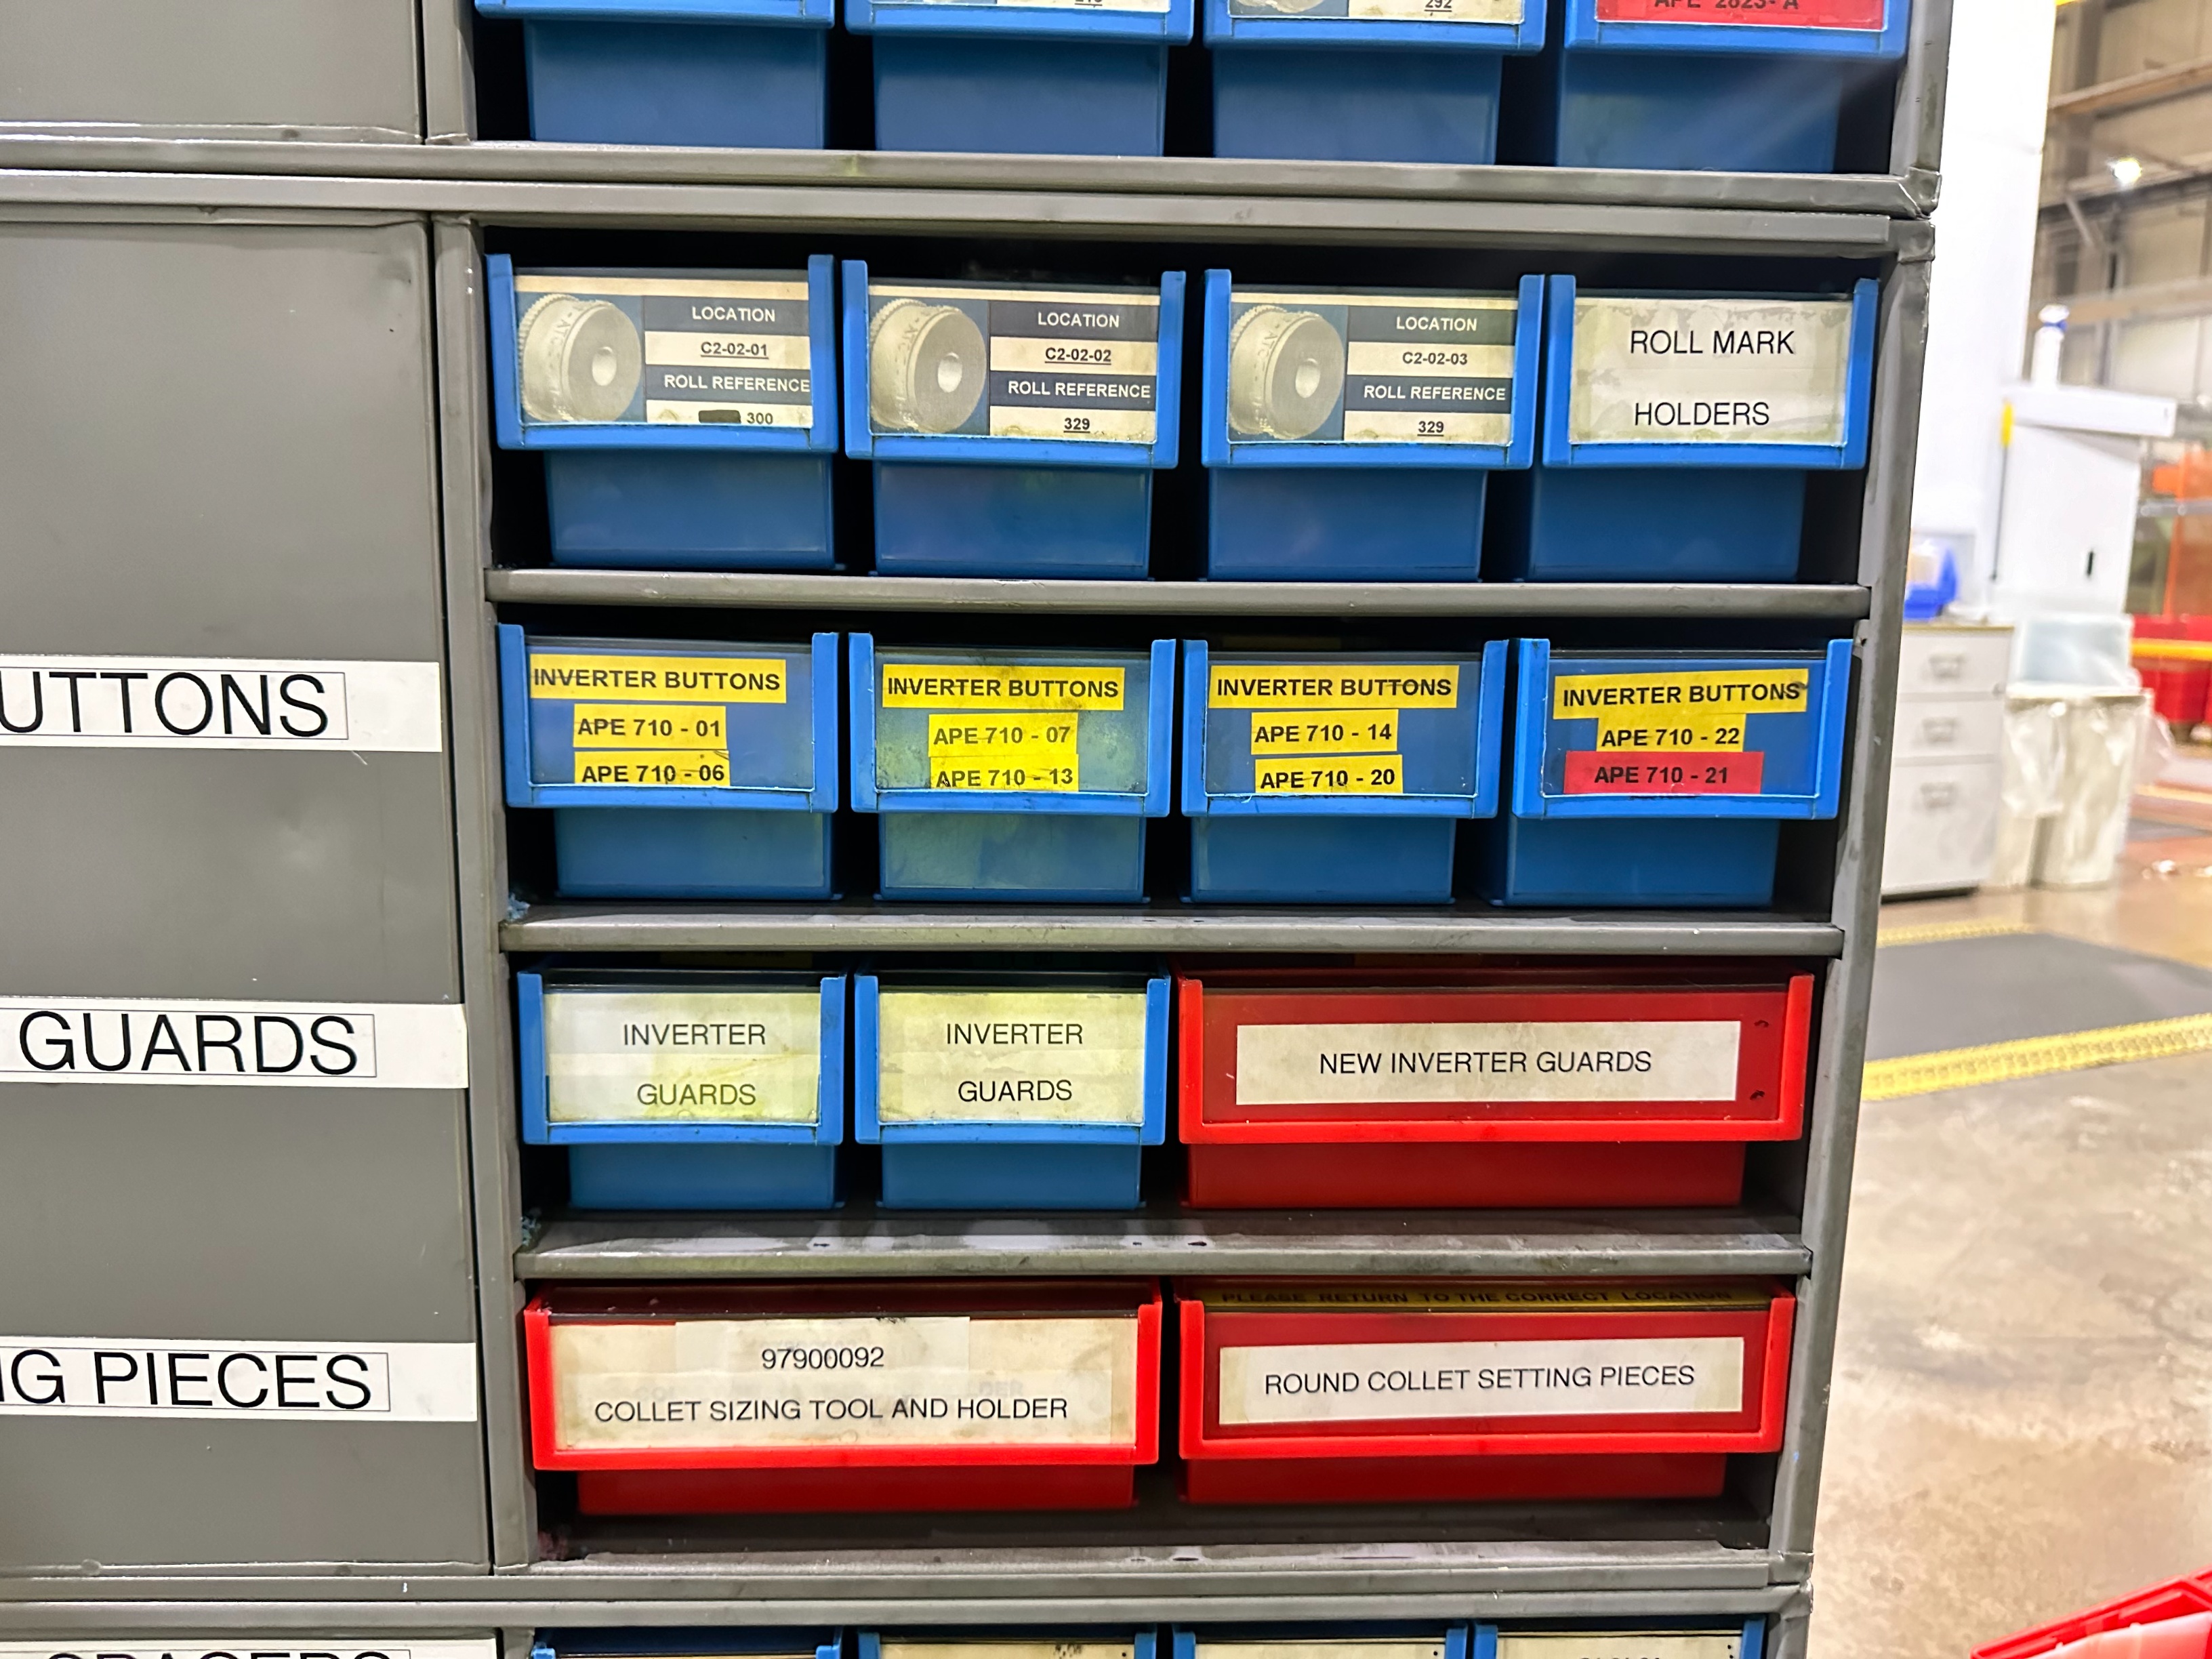 292
APE 2823- A
LOCATION
C2-02-01
ROLL REFERENCE
300
LOCATION
C2-02-02
ROLL REFERENCE
329
LOCATION
C2-02-03
ROLL REFERENCE
329
ROLL MARK
HOLDERS
UTTONS
INVERTER BUTTONS
APE 710 - 01
APE 710 - 06
INVERTER BUTTONS
APE 710 - 07
APE 710 - 13
INVERTER BUTTONS
APE 710 - 14
APE 710 - 20
INVERTER BUTTONS
APE 710 - 22
APE 710 - 21
GUARDS
INVERTER
GUARDS
INVERTER
GUARDS
NEW INVERTER GUARDS
G PIECES
97900092
COLLET SIZING TOOL AND HOLDER
PLEASE RETURN TO THE CORRECT LOCATION
ROUND COLLET SETTING PIECES